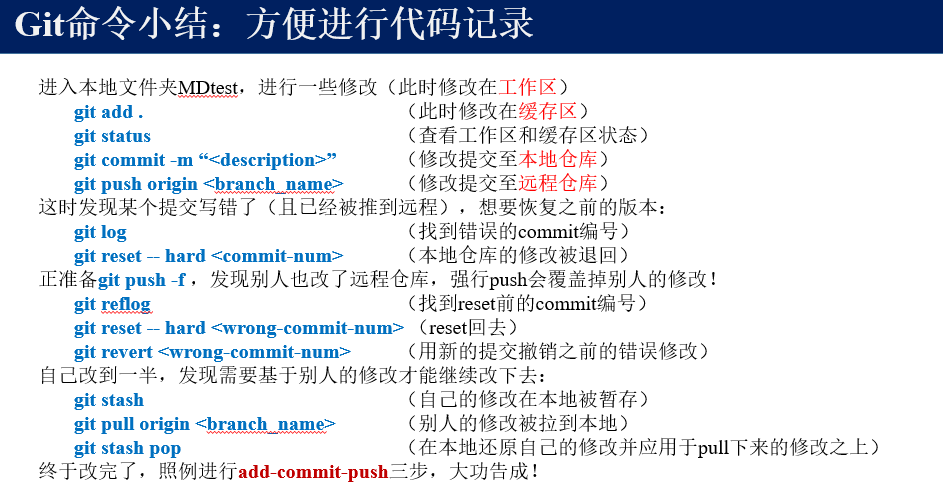 Git命令小结：方便进行代码记录
进入本地文件夹MDtest，进行一些修改（此时修改在工作区）
git add . （此时修改在缓存区）
git status （查看工作区和缓存区状态）
git commit -m “<description>” （修改提交至本地仓库）
git push origin <branch_name> （修改提交至远程仓库）
这时发现某个提交写错了（且已经被推到远程），想要恢复之前的版本：
git log （找到错误的commit编号）
git reset -- hard <commit-num> （本地仓库的修改被退回）
正准备git push -f ，发现别人也改了远程仓库，强行push会覆盖掉别人的修改！
git reflog （找到reset前的commit编号）
git reset -- hard <wrong-commit-num> （reset回去）
git revert <wrong-commit-num> （用新的提交撤销之前的错误修改）
自己改到一半，发现需要基于别人的修改才能继续改下去：
git stash （自己的修改在本地被暂存）
git pull origin <branch_name> （别人的修改被拉到本地）
git stash pop （在本地还原自己的修改并应用于pull下来的修改之上）
终于改完了，照例进行add-commit-push三步，大功告成！